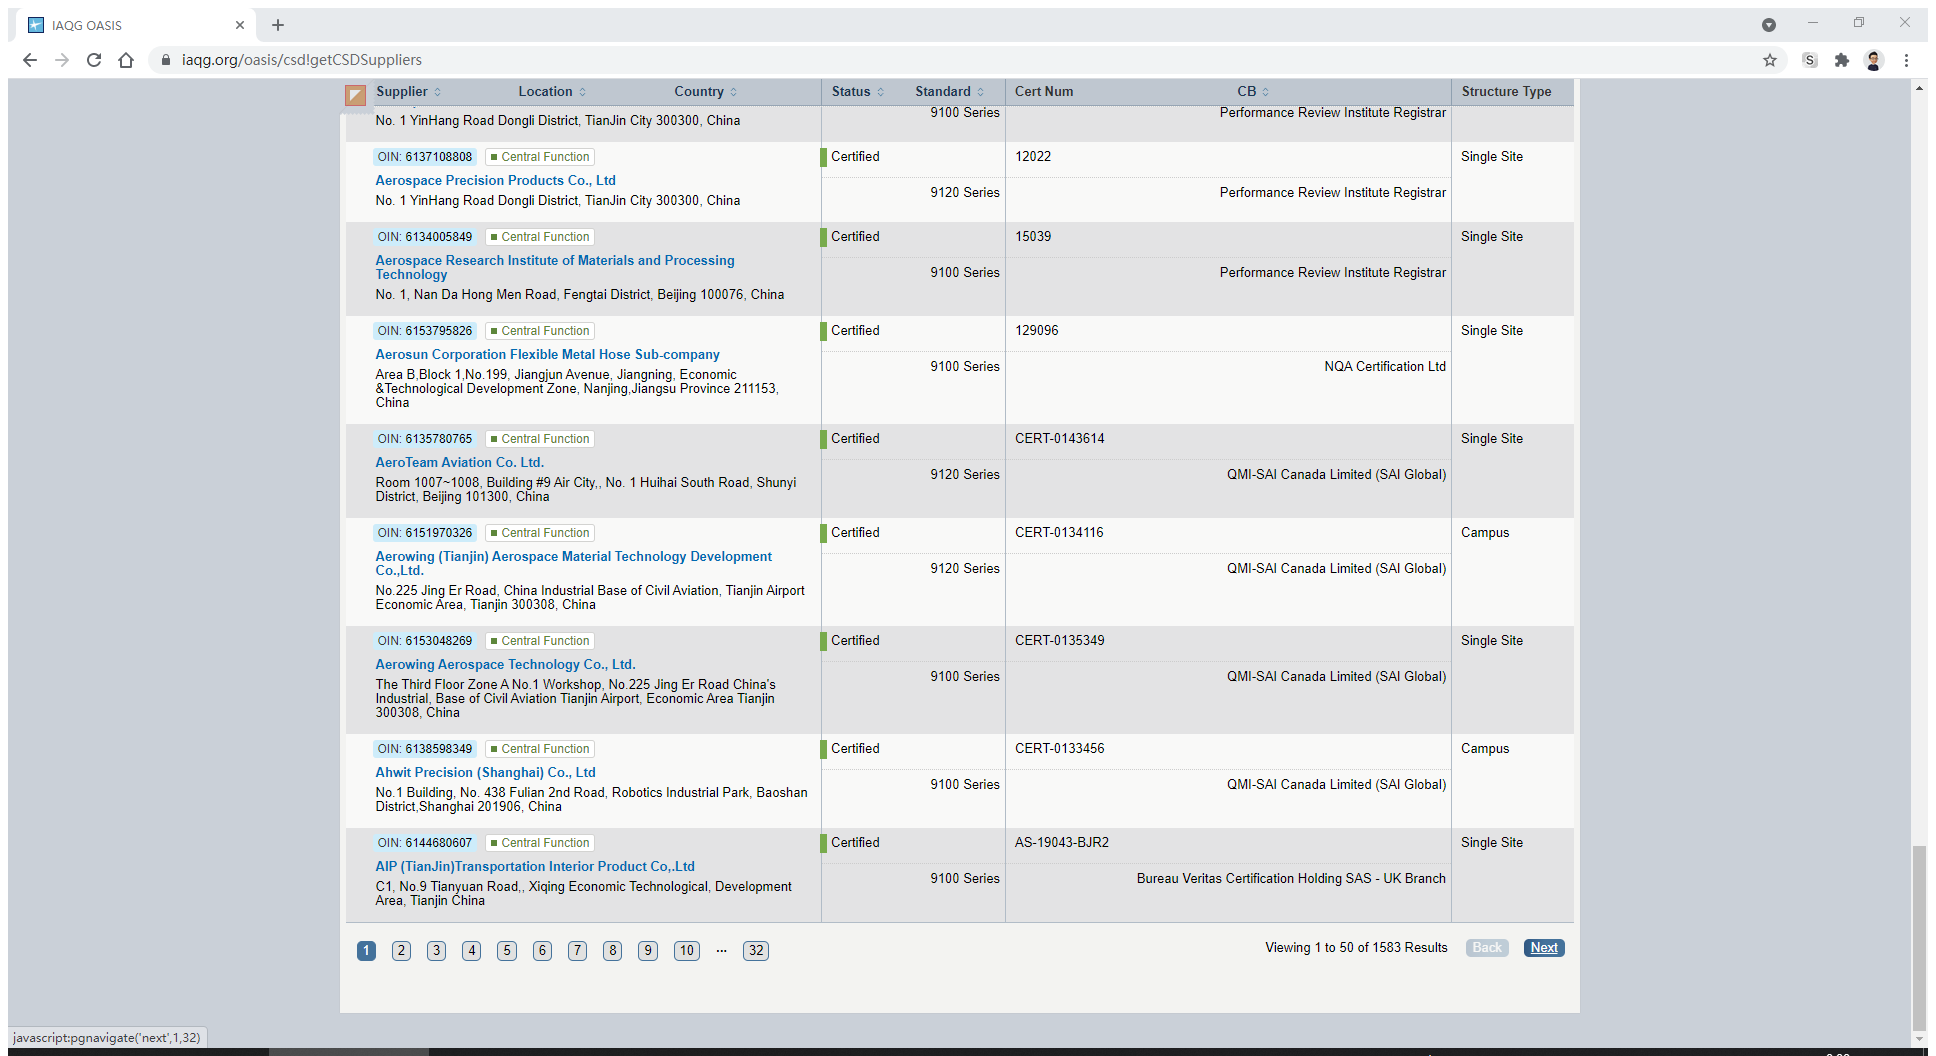 IAQG OASIS
iaqg.org/oasis/csd!getCSDSuppliers
S
Supplier Location Country Status Standard Cert Num CB Structure Type
9100 Series Performance Review Institute Registrar
No. 1 YinHang Road Dongli District, TianJin City 300300, China
OIN: 6137108808 Central Function Certified 12022 Single Site
Aerospace Precision Products Co., Ltd
9120 Series Performance Review Institute Registrar
No. 1 YinHang Road Dongli District, TianJin City 300300, China
OIN: 6134005849 Central Function Certified 15039 Single Site
Aerospace Research Institute of Materials and Processing
9100 Series Performance Review Institute Registrar
Technology
No. 1, Nan Da Hong Men Road, Fengtai District, Beijing 100076, China
OIN: 6153795826 Central Function Certified 129096 Single Site
Aerosun Corporation Flexible Metal Hose Sub-company
9100 Series NQA Certification Ltd
Area B,Block 1,No.199, Jiangjun Avenue, Jiangning, Economic
&Technological Development Zone, Nanjing,Jiangsu Province 211153,
China
OIN: 6135780765 Central Function Certified CERT-0143614 Single Site
AeroTeam Aviation Co. Ltd.
9120 Series QMI-SAI Canada Limited (SAI Global)
Room 1007~1008, Building #9 Air City,, No. 1 Huihai South Road, Shunyi
District, Beijing 101300, China
OIN: 6151970326 Central Function Certified CERT-0134116 Campus
Aerowing (Tianjin) Aerospace Material Technology Development
9120 Series QMI-SAI Canada Limited (SAI Global)
Co.,Ltd.
No.225 Jing Er Road, China Industrial Base of Civil Aviation, Tianjin Airport
Economic Area, Tianjin 300308, China
OIN: 6153048269 Central Function Certified CERT-0135349 Single Site
Aerowing Aerospace Technology Co., Ltd.
9100 Series QMI-SAI Canada Limited (SAI Global)
The Third Floor Zone A No.1 Workshop, No.225 Jing Er Road China's
Industrial, Base of Civil Aviation Tianjin Airport, Economic Area Tianjin
300308, China
OIN: 6138598349 Central Function Certified CERT-0133456 Campus
Ahwit Precision (Shanghai) Co., Ltd
9100 Series QMI-SAI Canada Limited (SAI Global)
No.1 Building, No. 438 Fulian 2nd Road, Robotics Industrial Park, Baoshan
District,Shanghai 201906, China
OIN: 6144680607 Central Function Certified AS-19043-BJR2 Single Site
AIP (TianJin)Transportation Interior Product Co,.Ltd
9100 Series Bureau Veritas Certification Holding SAS - UK Branch
C1, No.9 Tianyuan Road,, Xiqing Economic Technological, Development
Area, Tianjin China
1 2 3 4 5 6 7 8 9 10 ... 32 Viewing 1 to 50 of 1583 Results Back Next
javascript:pgnavigate('next',1,32)